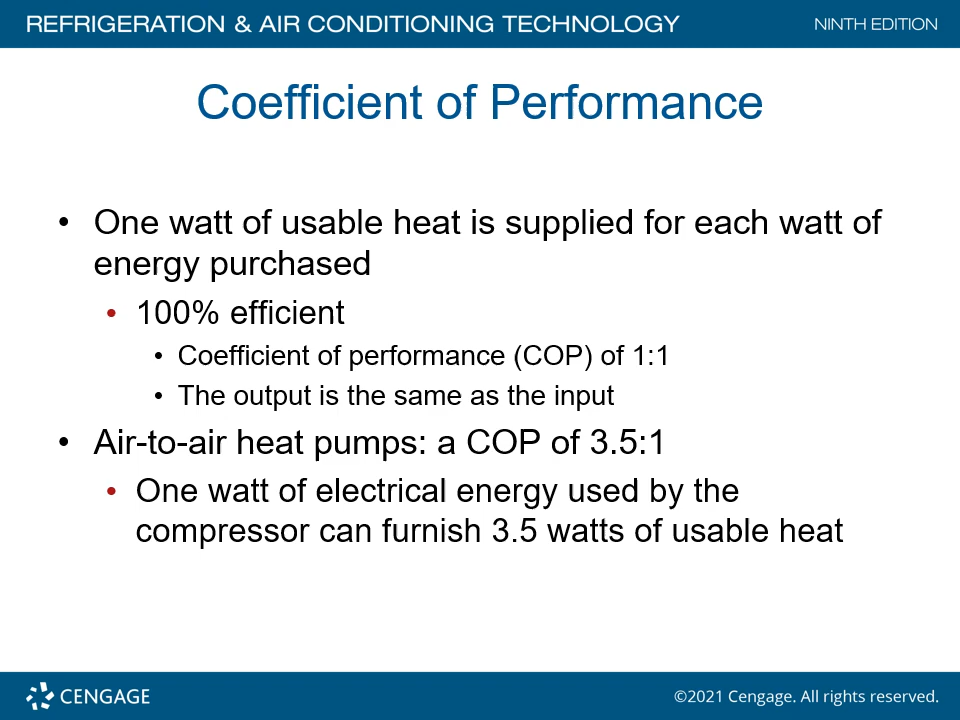 REFRIGERATION & AIR CONDITIONING TECHNOLOGY NINTH EDITION
Coefficient of Performance
• One watt of usable heat is supplied for each watt of
energy purchased
• 100% efficient
• Coefficient of performance (COP) of 1:1
• The output is the same as the input
• Air-to-air heat pumps: a COP of 3.5:1
• One watt of electrical energy used by the
compressor can furnish 3.5 watts of usable heat
CENGAGE ©2021 Cengage. All rights reserved.